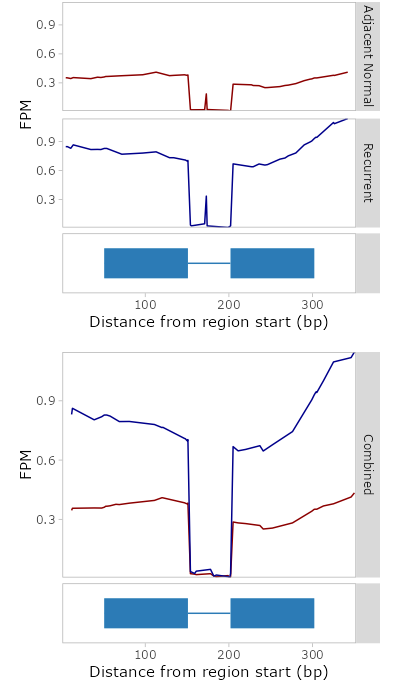 Adjacent Normal
0.9
0.6
0.3
FPM
Recurrent
0.9
0.6
0.3
100 200 300
Distance from region start (bp)
Combined
0.9
0.6
0.3
FPM
100 200 300
Distance from region start (bp)